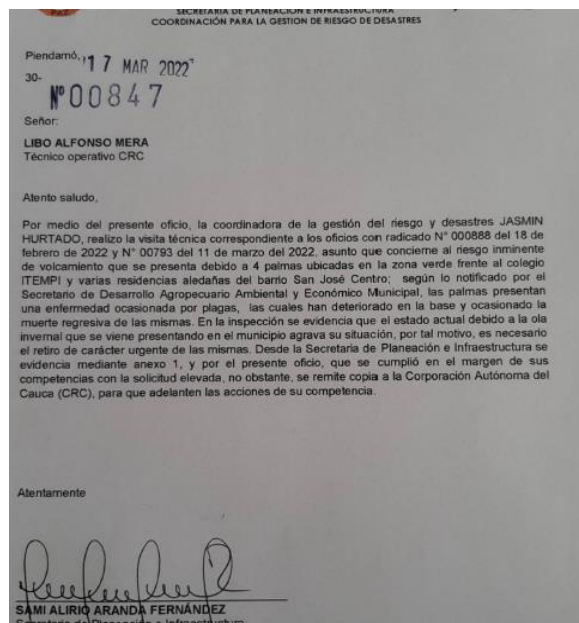 SECRETARÍA DE PLANEACIÓN E INFRAESTRUCTURA
COORDINACIÓN PARA LA GESTION DE RIESGO DE DESASTRES
PAZ
Piendamó, 17 MAR 2022
30-
Nº 00847
Señor:
LIBO ALFONSO MERA
Técnico operativo CRC
Atento saludo,
Por medio del presente oficio, la coordinadora de la gestión del riesgo y desastres JASMIN
HURTADO, realizo la visita técnica correspondiente a los oficios con radicado N° 000888 del 18 de
febrero de 2022 y N° 00793 del 11 de marzo del 2022, asunto que concierne al riesgo inminente
de volcamiento que se presenta debido a 4 palmas ubicadas en la zona verde frente al colegio
ITEMPI y varias residencias aledañas del barrio San José Centro; según lo notificado por el
Secretario de Desarrollo Agropecuario Ambiental y Económico Municipal, las palmas presentan
una enfermedad ocasionada por plagas, las cuales han deteriorado en la base y ocasionado la
muerte regresiva de las mismas. En la inspección se evidencia que el estado actual debido a la ola
invernal que se viene presentando en el municipio agrava su situación, por tal motivo, es necesario
el retiro de carácter urgente de las mismas. Desde la Secretaria de Planeación e Infraestructura se
evidencia mediante anexo 1, y por el presente oficio, que se cumplió en el margen de sus
competencias con la solicitud elevada, no obstante, se remite copia a la Corporación Autónoma del
Cauca (CRC), para que adelanten las acciones de su competencia.
Atentamente
SAMI ALIRIO ARANDA FERNÁNDEZ
Secretario de Planeación e Infraestructura